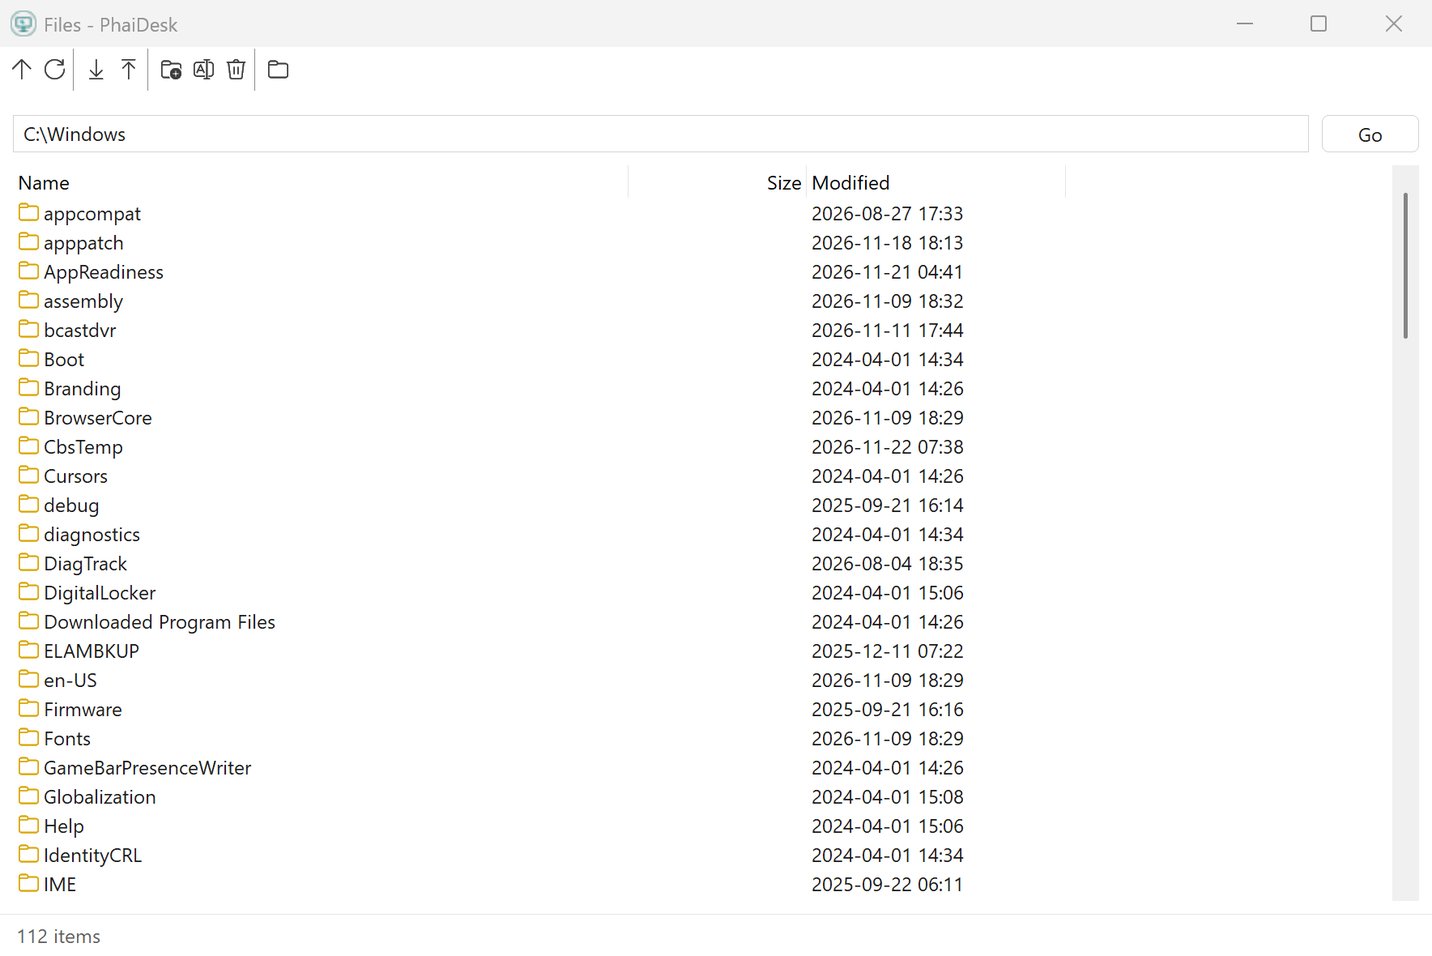 Files - PhaiDesk
C:\Windows
Go
Name Size Modified
appcompat 2026-08-27 17:33
apppatch 2026-11-18 18:13
AppReadiness 2026-11-21 04:41
assembly 2026-11-09 18:32
bcastdvr 2026-11-11 17:44
Boot 2024-04-01 14:34
Branding 2024-04-01 14:26
BrowserCore 2026-11-09 18:29
CbsTemp 2026-11-22 07:38
Cursors 2024-04-01 14:26
debug 2025-09-21 16:14
diagnostics 2024-04-01 14:34
DiagTrack 2026-08-04 18:35
DigitalLocker 2024-04-01 15:06
Downloaded Program Files 2024-04-01 14:26
ELAMBKUP 2025-12-11 07:22
en-US 2026-11-09 18:29
Firmware 2025-09-21 16:16
Fonts 2026-11-09 18:29
GameBarPresenceWriter 2024-04-01 14:26
Globalization 2024-04-01 15:08
Help 2024-04-01 15:06
IdentityCRL 2024-04-01 14:34
IME 2025-09-22 06:11
112 items